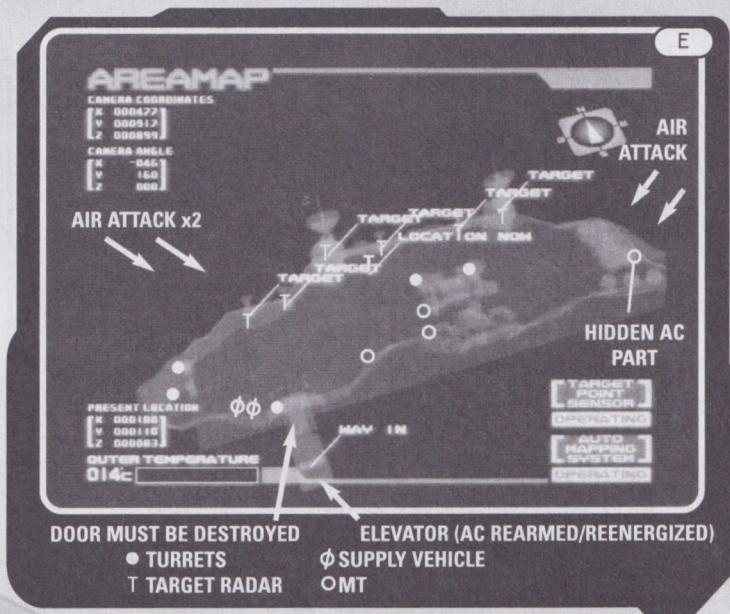 E
AREAMAP
CAMERA COORDINATES
X 000477
Y 000912
Z 000899
CAMERA ANGLE
X -046
Y 160
Z 000
AIR
ATTACK
AIR ATTACK x2
TARGET
TARGET
TARGET
TARGET
LOCATION NOW
TARGET
TARGET
T
T
T
T
T
T
T
HIDDEN AC
PART
PRESENT LOCATION
X 000188
Y 000110
Z 000083
ϕϕ
WAY IN
TARGET
POINT
SENSOR
OPERATING
AUTO
MAPPING
SYSTEM
OPERATING
OUTER TEMPERATURE
014c
DOOR MUST BE DESTROYED
ELEVATOR (AC REARMED/REENERGIZED)
● TURRETS
ϕ SUPPLY VEHICLE
T TARGET RADAR
O MT